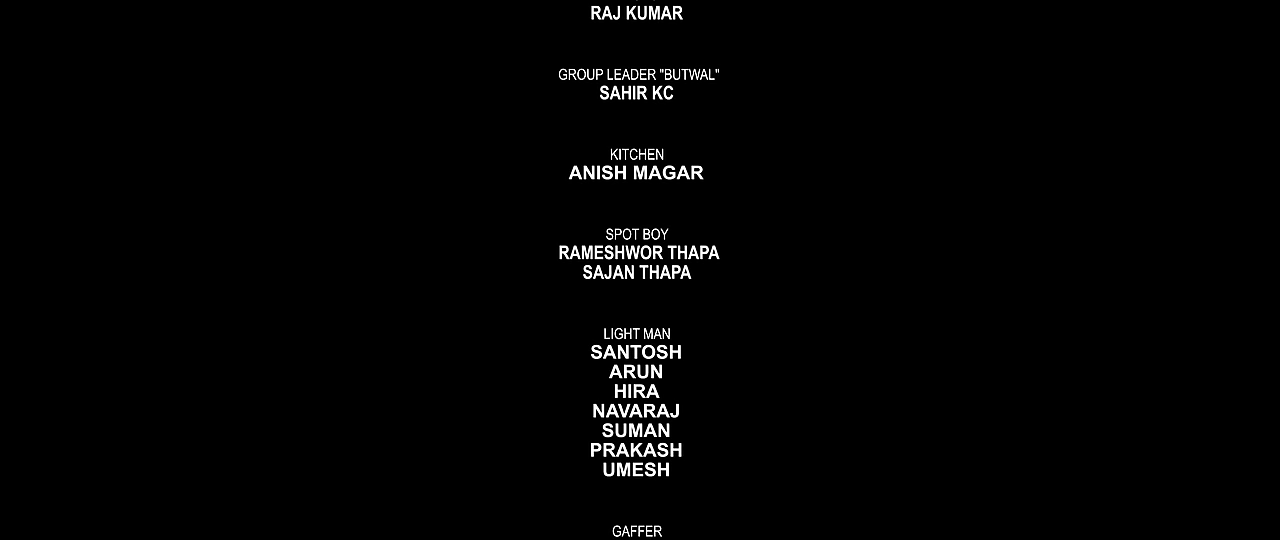 RAJ KUMAR
GROUP LEADER "BUTWAL"
SAHIR KC
KITCHEN
ANISH MAGAR
SPOT BOY
RAMESHWOR THAPA
SAJAN THAPA
LIGHT MAN
SANTOSH
ARUN
HIRA
NAVARAJ
SUMAN
PRAKASH
UMESH
GAFFER